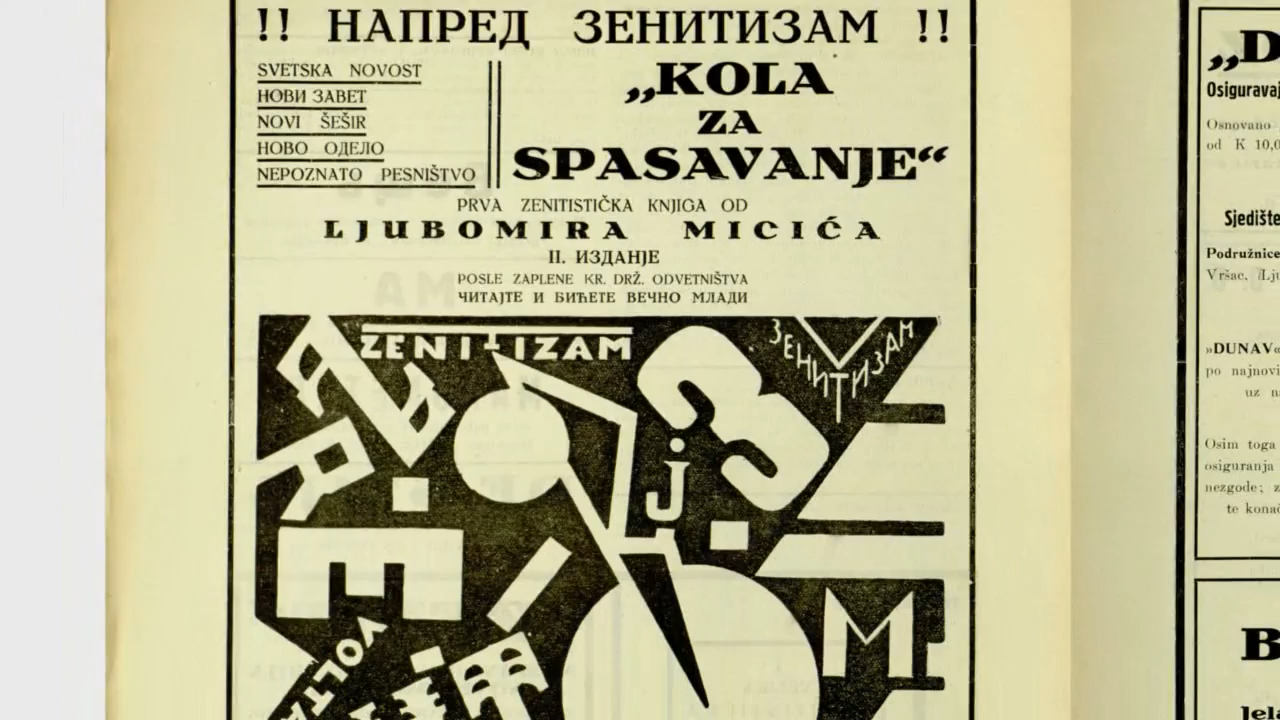 !! НАПРЕД ЗЕНИТИЗАМ !!
SVETSKA NOVOST
НОВИ ЗАВЕТ
NOVI ŠEŠIR
НОВО ОДЕЛО
NEPOZNATO PESNIŠTVO
„KOLA
ZA
SPASAVANJE“
PRVA ZENITISTIČKA KNJIGA OD
LJUBOMIRA MICIĆA
II. ИЗДАЊЕ
POSLE ZAPLENE KR. DRŽ. ODVETNIŠTVA
ЧИТАЈТЕ И БИЋЕТЕ ВЕЧНО МЛАДИ
ZENITIZAM
ЗЕНИТИЗАМ
З
j
R
E
M
VOLTA
„D
Osiguravaj
Osnovano
od K 10,0
Sjedište
Podružnice
Vršac, /Lju
»DUNAV«
po najnovi
uz na
Osim toga
osiguranja
nezgode; z
te konač
B
Jela